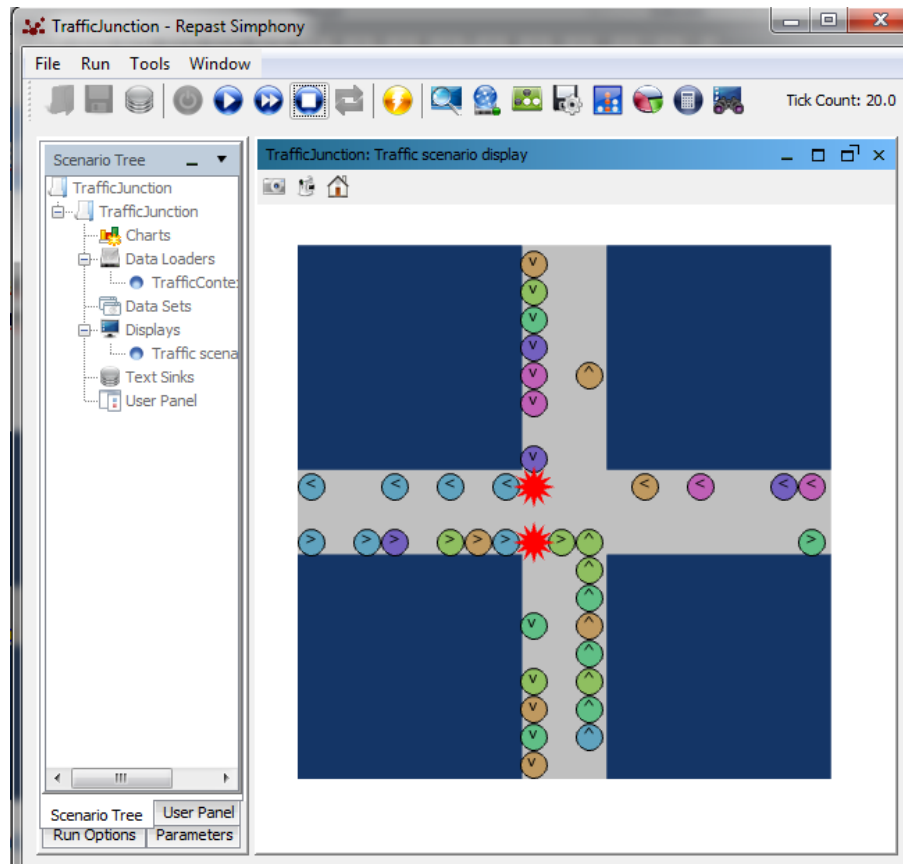 TrafficJunction - Repast Simphony
File Run Tools Window
Tick Count: 20.0
Scenario Tree
TrafficJunction
TrafficJunction
Charts
Data Loaders
TrafficConte
Data Sets
Displays
Traffic scena
Text Sinks
User Panel
Scenario Tree User Panel
Run Options Parameters
TrafficJunction: Traffic scenario display
v
v
v
v
v ^
v
v
< < < < < < < <
> > > > > > > ^ >
^
^
v ^
^
v ^
v ^
v ^
v